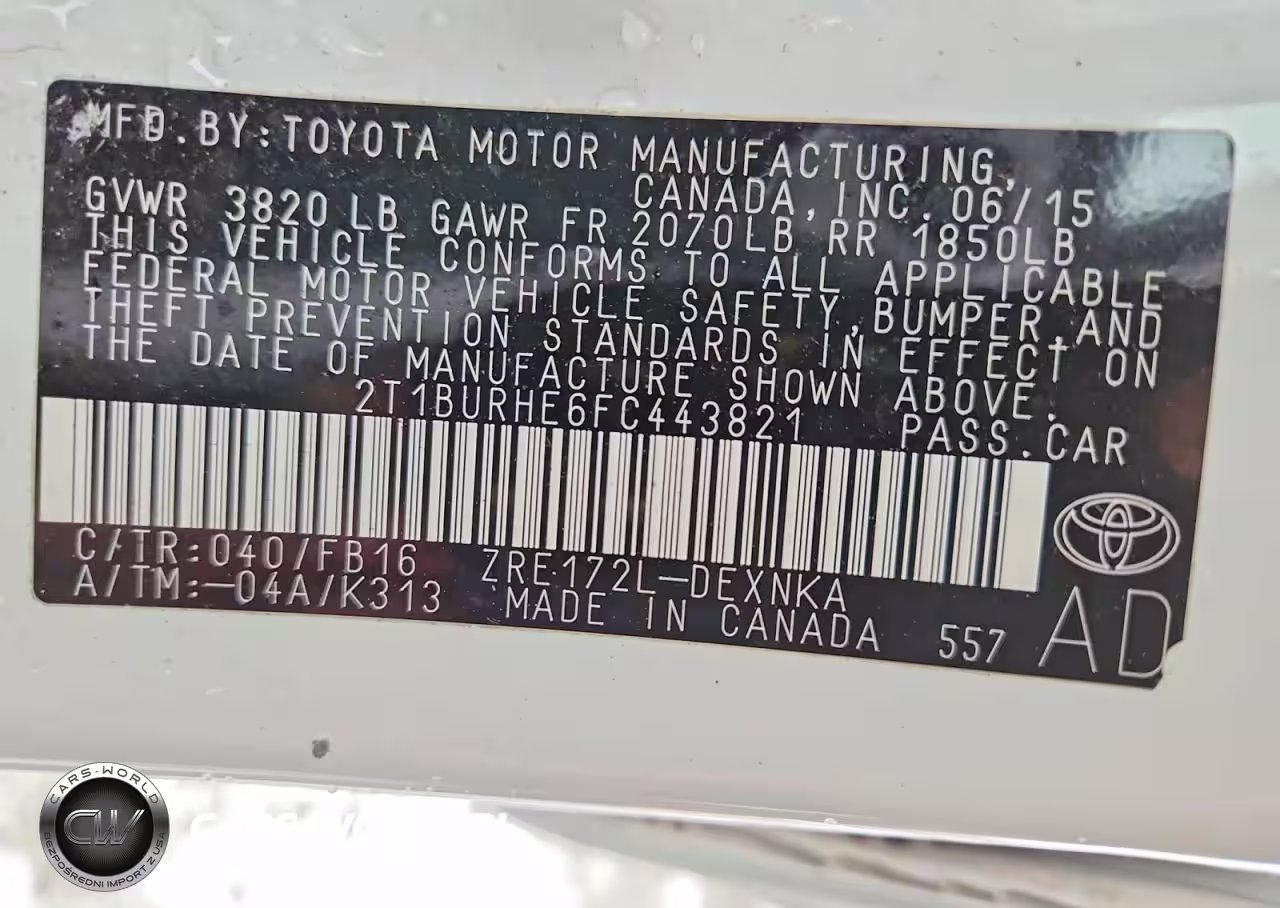 MFD.BY:TOYOTA MOTOR MANUFACTURING,
CANADA,INC.06/15
GVWR 3820LB GAWR FR 2070LB RR 1850LB
THIS VEHICLE CONFORMS TO ALL APPLICABLE
FEDERAL MOTOR VEHICLE SAFETY,BUMPER,AND
THEFT PREVENTION STANDARDS IN EFFECT ON
THE DATE OF MANUFACTURE SHOWN ABOVE.
2T1BURHE6FC443821 PASS.CAR
C/TR:040/FB16 ZRE172L-DEXNKA
A/TM:-04A/K313 MADE IN CANADA 557 AD
CARS-WORLD
CW
BEZPOŚREDNI IMPORT Z USA